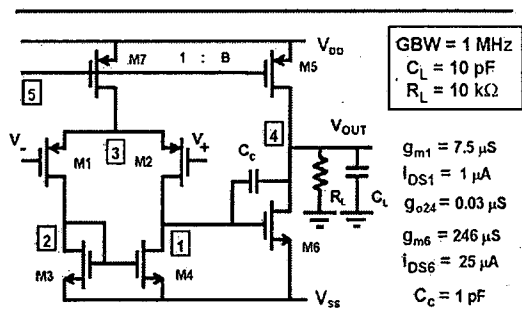 M7
1 : B
V_DD
M5
5
V-
M1
3
M2
V+
4
C_c
V_OUT
R_L
C_L
2
1
M3
M4
M6
V_SS
GBW = 1 MHz
C_L = 10 pF
R_L = 10 kΩ
g_m1 = 7.5 µS
i_DS1 = 1 µA
g_o24 = 0.03 µS
g_m6 = 246 µS
i_DS6 = 25 µA
C_c = 1 pF